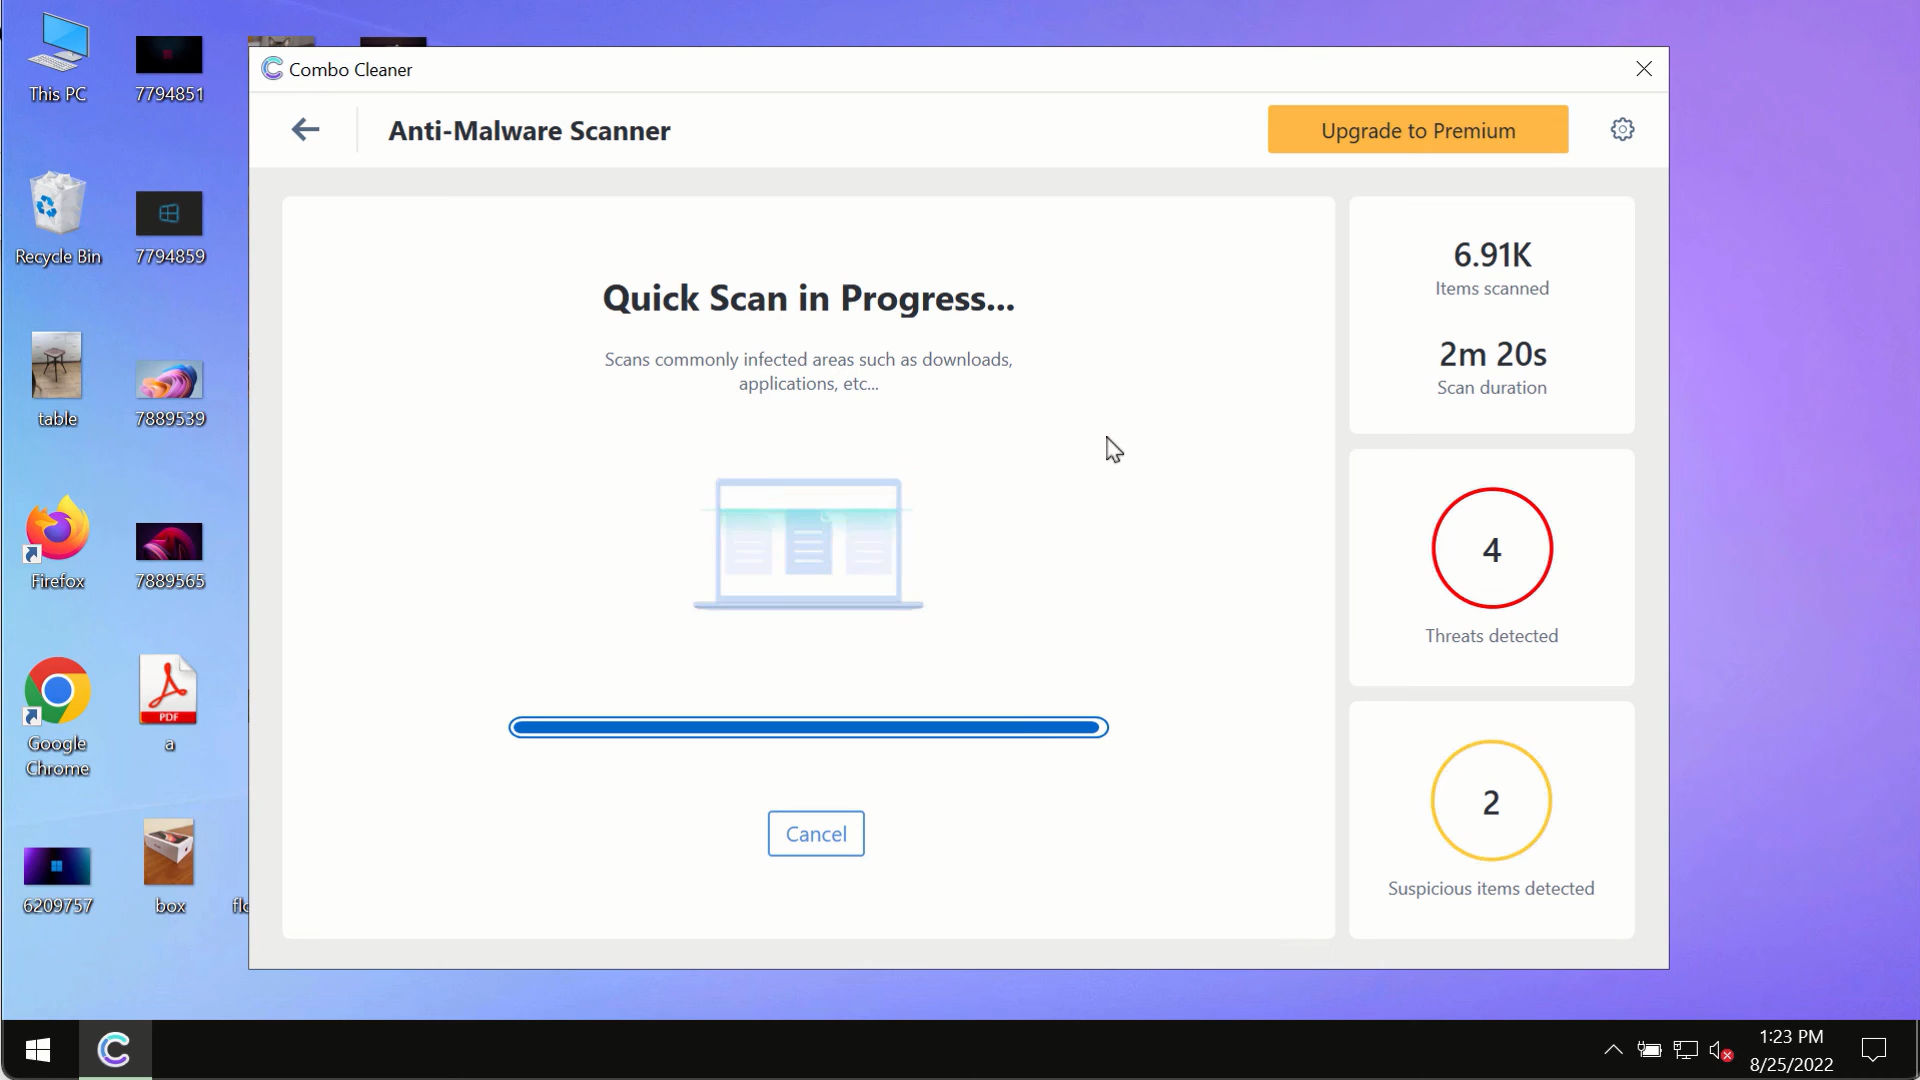 This PC
7794851
Recycle Bin
7794859
table
7889539
Firefox
7889565
Google
Chrome
PDF
a
6209757
box
Combo Cleaner
Anti-Malware Scanner
Upgrade to Premium
Quick Scan in Progress...
Scans commonly infected areas such as downloads,
applications, etc...
Cancel
6.91K
Items scanned
2m 20s
Scan duration
4
Threats detected
2
Suspicious items detected
1:23 PM
8/25/2022